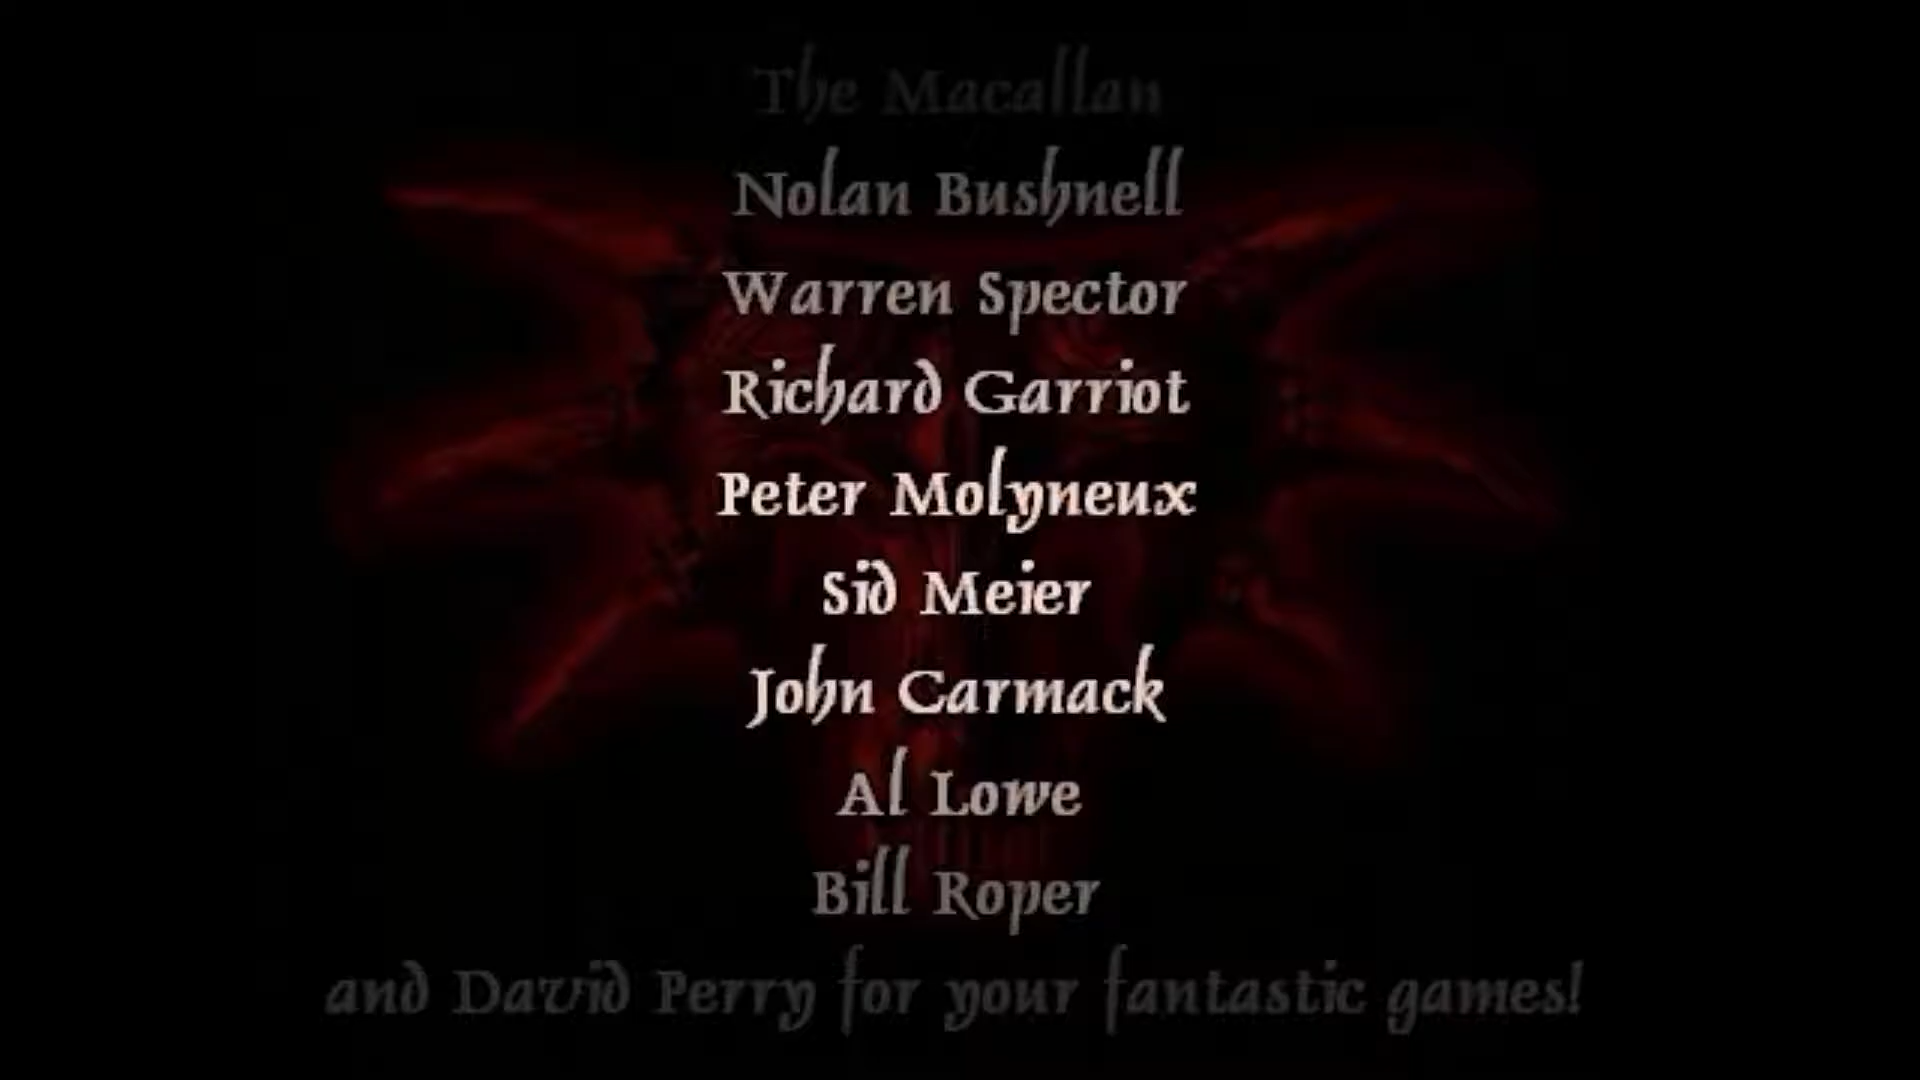 The Macallan
Nolan Bushnell
Warren Spector
Richard Garriot
Peter Molyneux
Sid Meier
John Carmack
Al Lowe
Bill Roper
and David Perry for your fantastic games!